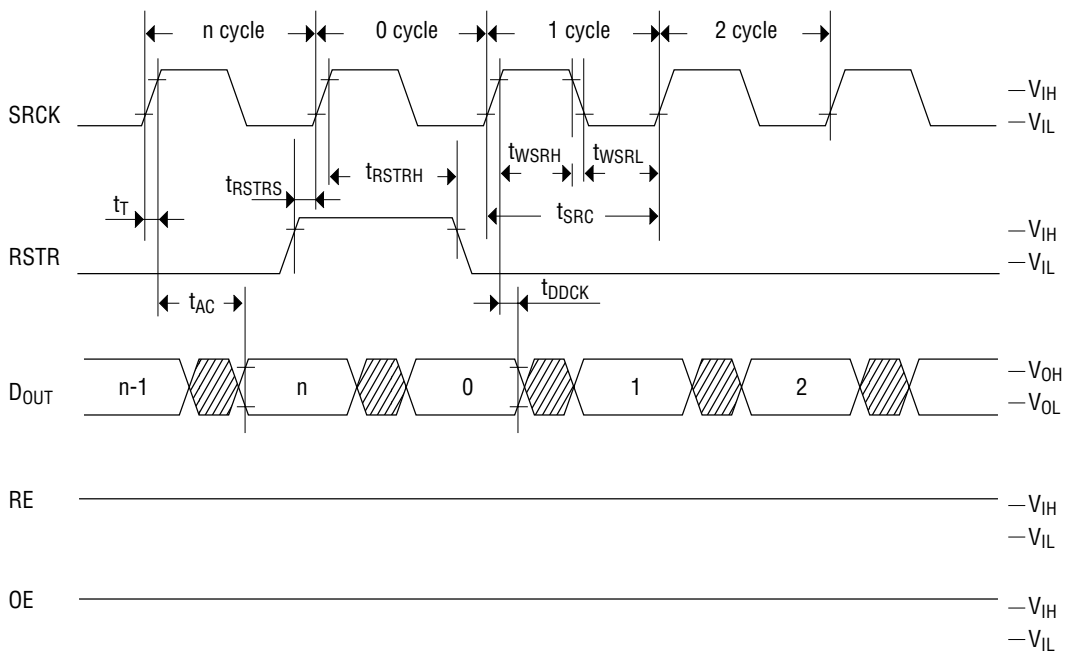 n cycle 0 cycle 1 cycle 2 cycle
SRCK
VIH
VIL
tWSRH tWSRL
tRSTRS tRSTRH
tT tSRC
RSTR
VIH
VIL
tAC tDDCK
DOUT n-1 n 0 1 2
VOH
VOL
RE
VIH
VIL
OE
VIH
VIL